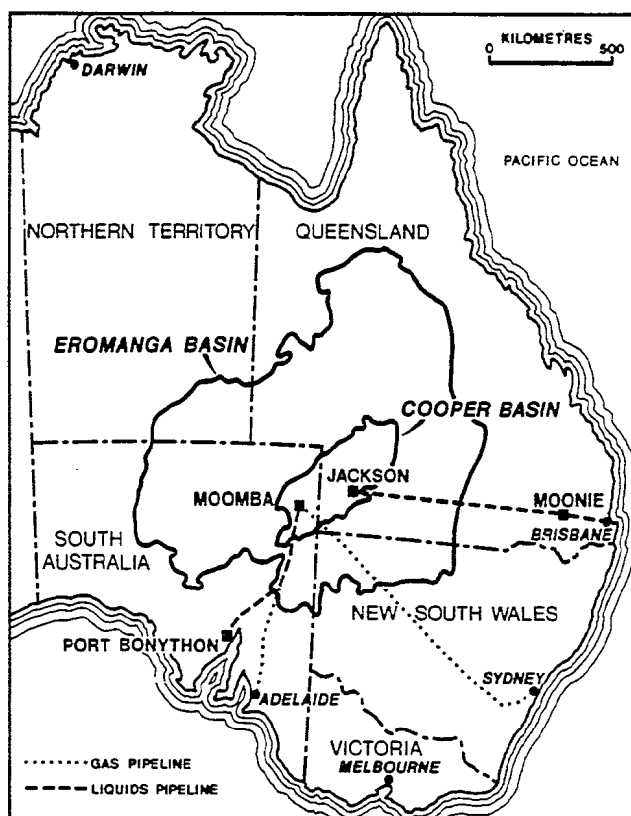 KILOMETRES
0 500
DARWIN
PACIFIC OCEAN
NORTHERN TERRITORY
QUEENSLAND
EROMANGA BASIN
COOPER BASIN
JACKSON
MOOMBA
MOONIE
BRISBANE
SOUTH
AUSTRALIA
NEW SOUTH WALES
PORT BONYTHON
SYDNEY
ADELAIDE
VICTORIA
MELBOURNE
GAS PIPELINE
LIQUIDS PIPELINE